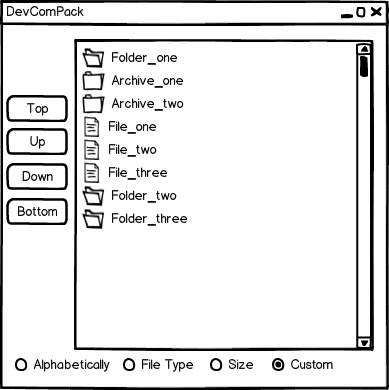 DevComPack
Folder_one
Archive_one
Archive_two
File_one
File_two
File_three
Folder_two
Folder_three
Top
Up
Down
Bottom
Alphabetically File Type Size Custom